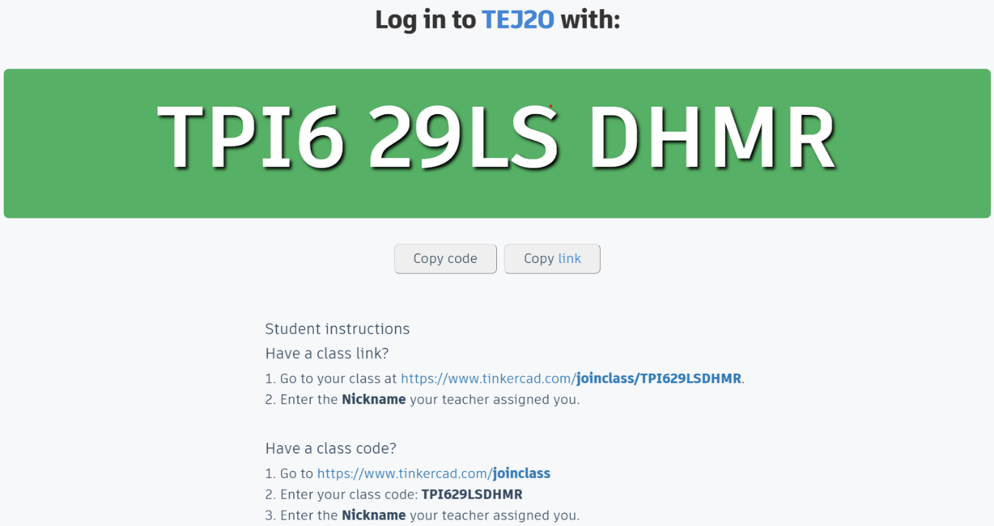 Log in to TEJ2O with:
TPI6 29LS DHMR
Copy code Copy link
Student instructions
Have a class link?
1. Go to your class at https://www.tinkercad.com/joinclass/TPI629LSDHMR.
2. Enter the Nickname your teacher assigned you.
Have a class code?
1. Go to https://www.tinkercad.com/joinclass
2. Enter your class code: TPI629LSDHMR
3. Enter the Nickname your teacher assigned you.